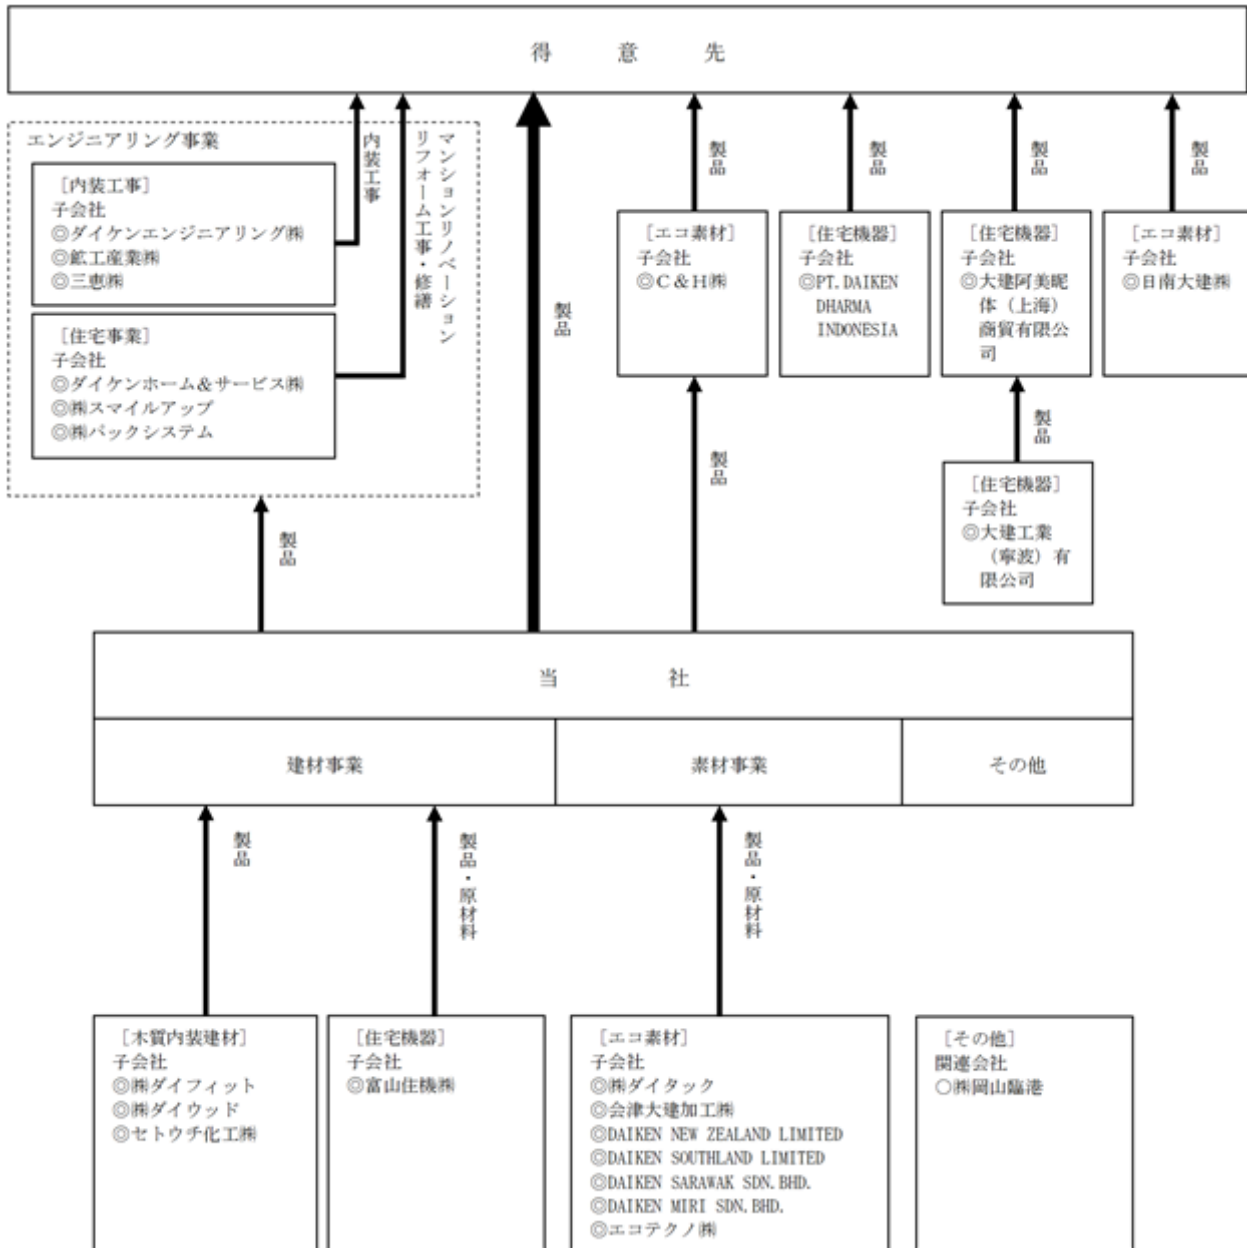 得意先
エンジニアリング事業
［内装工事］
子会社
◎ダイケンエンジニアリング㈱
◎鉱工産業㈱
◎三恵㈱
［住宅事業］
子会社
◎ダイケンホーム＆サービス㈱
◎㈱スマイルアップ
◎㈱パックシステム
内装工事
マンションリノベーション
リフォーム工事・修繕
製品
製品
製品
製品
製品
［エコ素材］
子会社
◎Ｃ＆Ｈ㈱
［住宅機器］
子会社
◎PT.DAIKEN
DHARMA
INDONESIA
［住宅機器］
子会社
◎大建阿美昵
体（上海）
商貿有限公
司
［エコ素材］
子会社
◎日南大建㈱
製品
製品
［住宅機器］
子会社
◎大建工業
（寧波）有
限公司
製品
当社
建材事業
素材事業
その他
製品
製品・原材料
製品・原材料
［木質内装建材］
子会社
◎㈱ダイフィット
◎㈱ダイウッド
◎セトウチ化工㈱
［住宅機器］
子会社
◎富山住機㈱
［エコ素材］
子会社
◎㈱ダイタック
◎会津大建加工㈱
◎DAIKEN NEW ZEALAND LIMITED
◎DAIKEN SOUTHLAND LIMITED
◎DAIKEN SARAWAK SDN.BHD.
◎DAIKEN MIRI SDN.BHD.
◎エコテクノ㈱
［その他］
関連会社
○㈱岡山臨港